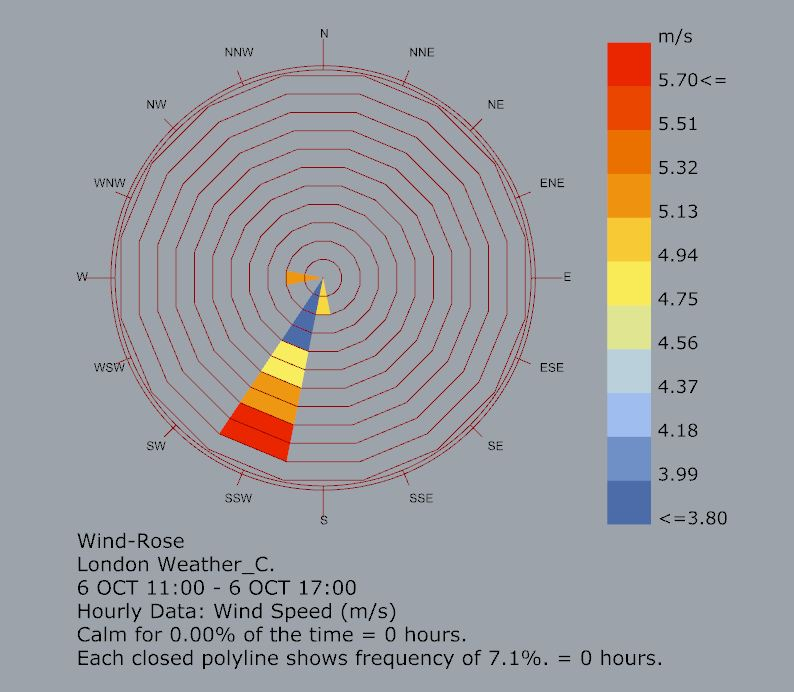 N
NNW
NNE
NW
NE
WNW
ENE
W
E
WSW
ESE
SW
SE
SSW
SSE
S
m/s
5.70<=
5.51
5.32
5.13
4.94
4.75
4.56
4.37
4.18
3.99
<=3.80
Wind-Rose
London Weather_C.
6 OCT 11:00 - 6 OCT 17:00
Hourly Data: Wind Speed (m/s)
Calm for 0.00% of the time = 0 hours.
Each closed polyline shows frequency of 7.1%. = 0 hours.